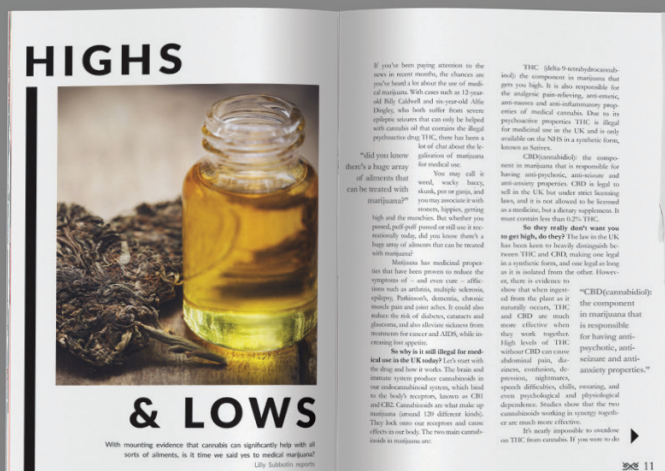 HIGHS
& LOWS
With mounting evidence that cannabis can significantly help with all
sorts of ailments, is it time we said yes to medical marijuana?
Lilly Subbotin reports
If you've been paying attention to the
news in recent months, the chances are
you've heard a lot about the use of medi-
cal marijuana. With cases such as 12-year-
old Billy Caldwell and six-year-old Alfie
Dingley, who both suffer from severe
epileptic seizures that can only be helped
with cannabis oil that contains the illegal
psychoactive drug THC, there has been a
lot of chat about the le-
galisation of marijuana
for medical use.
"did you know
there's a huge array
of ailments that
can be treated with
marijuana?"
You may call it
weed, wacky baccy,
skunk, pot or ganja, and
you may associate it with
stoners, hippies, getting
high and the munchies. But whether you
passed, puff-puff passed or still use it rec-
reationally today, did you know there's a
huge array of ailments that can be treated
with marijuana?
Marijuana has medicinal proper-
ties that have been proven to reduce the
symptoms of – and even cure – afflic-
tions such as arthritis, multiple sclerosis,
epilepsy, Parkinson's, dementia, chronic
muscle pain and joint aches. It could also
reduce the risk of diabetes, cataracts and
glaucoma, and also alleviate sickness from
treatments for cancer and AIDS, while in-
creasing lost appetite.
So why is it still illegal for med-
ical use in the UK today? Let's start with
the drug and how it works. The brain and
immune system produce cannabinoids in
our endocannabinoid system, which bind
to the body's receptors, known as CB1
and CB2. Cannabinoids are what make up
marijuana (around 120 different kinds).
They lock onto our receptors and cause
effects in our body. The two main cannab-
inoids in marijuana are:
THC (delta-9-tetrahydrocannab-
inol): the component in marijuana that
gets you high. It is also responsible for
the analgesic pain-relieving, anti-emetic,
anti-nausea and anti-inflammatory prop-
erties of medical cannabis. Due to its
psychoactive properties THC is illegal
for medicinal use in the UK and is only
available on the NHS in a synthetic form,
known as Sativex.
CBD(cannabidiol): the compo-
nent in marijuana that is responsible for
having anti-psychotic, anti-seizure and
anti-anxiety properties. CBD is legal to
sell in the UK but under strict licensing
laws, and it is not allowed to be licensed
as a medicine, but a dietary supplement. It
must contain less than 0.2% THC.
So they really don't want you
to get high, do they? The law in the UK
has been keen to heavily distinguish be-
tween THC and CBD, making one legal
in a synthetic form, and one legal as long
as it is isolated from the other. Howev-
er, there is evidence to
show that when ingest-
ed from the plant as it
naturally occurs, THC
and CBD are much
more effective when
they work together.
High levels of THC
without CBD can cause
abdominal pain, diz-
ziness, confusion, de-
pression, nightmares,
speech difficulties, chills, sweating, and
even psychological and physiological
dependence. Studies show that the two
cannabinoids working in synergy togeth-
er are much more effective.
It's nearly impossible to overdose
on THC from cannabis. If you were to do
"CBD(cannabidiol):
the component
in marijuana that
is responsible
for having anti-
psychotic, anti-
seizure and anti-
anxiety properties."
11